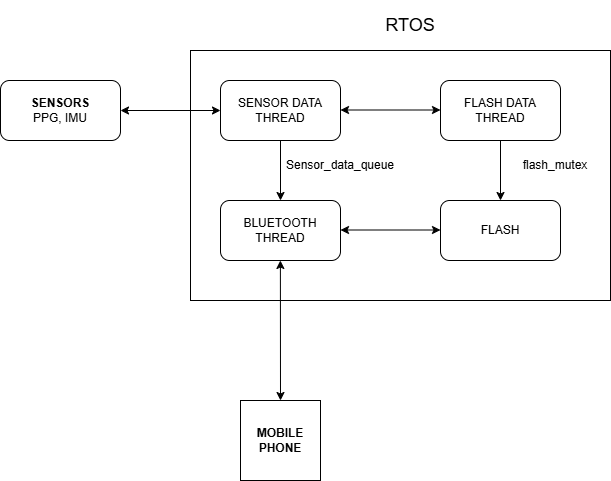 RTOS
SENSORS
PPG, IMU
SENSOR DATA
THREAD
FLASH DATA
THREAD
Sensor_data_queue
flash_mutex
BLUETOOTH
THREAD
FLASH
MOBILE
PHONE